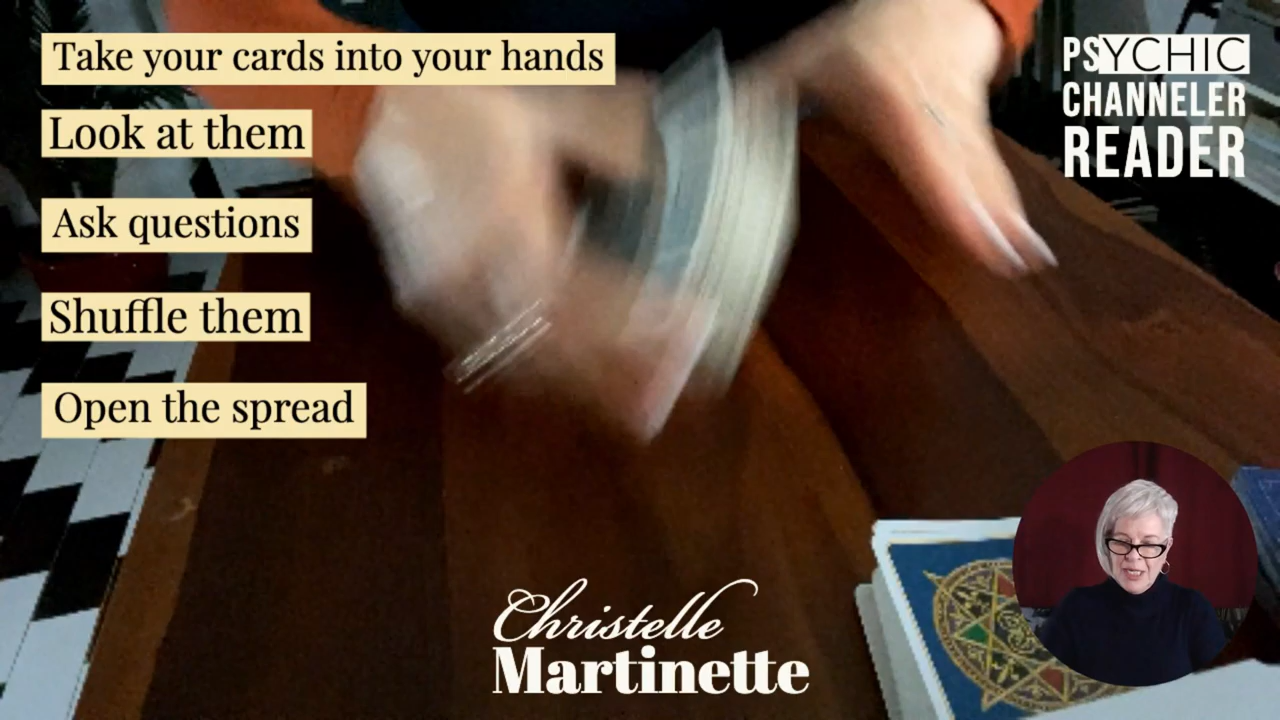 Take your cards into your hands
Look at them
Ask questions
Shuffle them
Open the spread
PSYCHIC
CHANNELER
READER
Christelle
Martinette